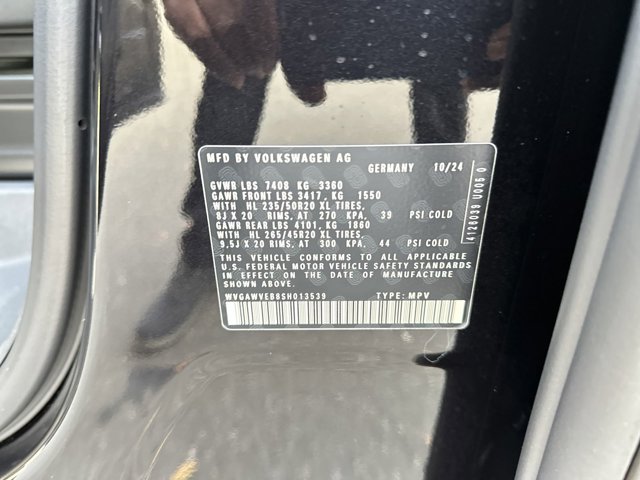 MFD BY VOLKSWAGEN AG
GERMANY 10/24
GVWR LBS 7408 KG 3360
GAWR FRONT LBS 3417, KG 1550
WITH HL 235/50R20 XL TIRES,
8J X 20 RIMS, AT 270 KPA, 39 PSI COLD
GAWR REAR LBS 4101, KG 1860
WITH HL 265/45R20 XL TIRES,
9,5J X 20 RIMS, AT 300 KPA, 44 PSI COLD
THIS VEHICLE CONFORMS TO ALL APPLICABLE
U.S. FEDERAL MOTOR VEHICLE SAFETY STANDARDS
IN EFFECT ON THE DATE OF MANUFACTURE
SHOWN ABOVE.
WVGAWVEB8SH013539 TYPE: MPV
4128039 U005 0